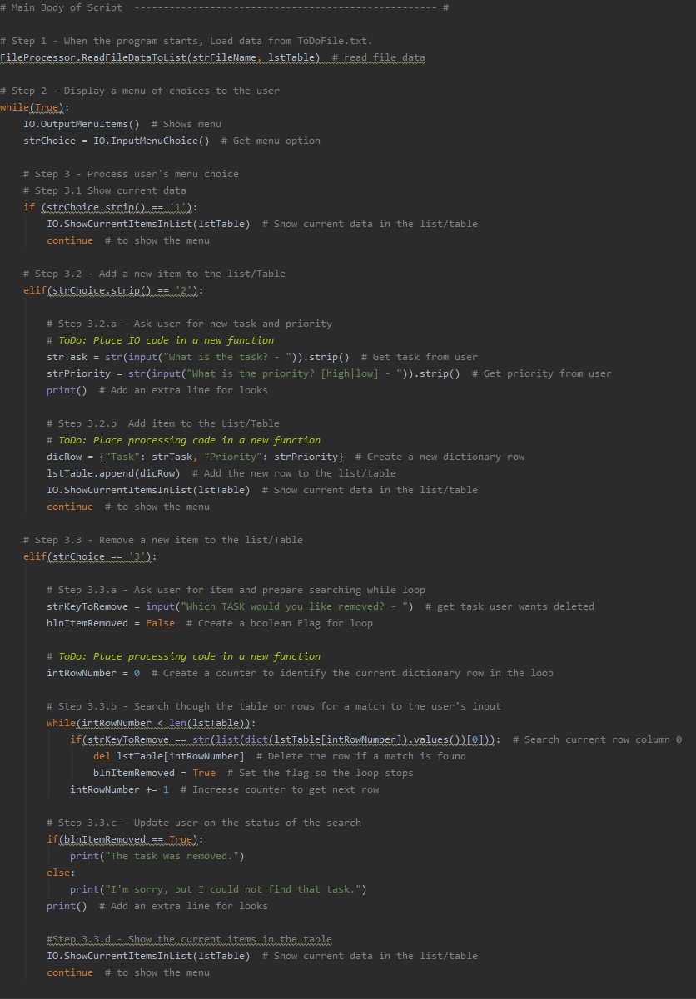 # Main Body of Script  ---------------------------------------------------- #
# Step 1 - When the program starts, Load data from ToDoFile.txt.
FileProcessor.ReadFileDataToList(strFileName, lstTable)  # read file data
# Step 2 - Display a menu of choices to the user
while(True):
    IO.OutputMenuItems()  # Shows menu
    strChoice = IO.InputMenuChoice()  # Get menu option
    # Step 3 - Process user's menu choice
    # Step 3.1 Show current data
    if (strChoice.strip() == '1'):
        IO.ShowCurrentItemsInList(lstTable)  # Show current data in the list/table
        continue  # to show the menu
    # Step 3.2 - Add a new item to the list/Table
    elif(strChoice.strip() == '2'):
        # Step 3.2.a - Ask user for new task and priority
        # ToDo: Place IO code in a new function
        strTask = str(input("What is the task? - ")).strip()  # Get task from user
        strPriority = str(input("What is the priority? [high|low] - ")).strip()  # Get priority from user
        print()  # Add an extra line for looks
        # Step 3.2.b  Add item to the List/Table
        # ToDo: Place processing code in a new function
        dicRow = {"Task": strTask, "Priority": strPriority}  # Create a new dictionary row
        lstTable.append(dicRow)  # Add the new row to the list/table
        IO.ShowCurrentItemsInList(lstTable)  # Show current data in the list/table
        continue  # to show the menu
    # Step 3.3 - Remove a new item to the list/Table
    elif(strChoice == '3'):
        # Step 3.3.a - Ask user for item and prepare searching while loop
        strKeyToRemove = input("Which TASK would you like removed? - ")  # get task user wants deleted
        blnItemRemoved = False  # Create a boolean Flag for loop
        # ToDo: Place processing code in a new function
        intRowNumber = 0  # Create a counter to identify the current dictionary row in the loop
        # Step 3.3.b - Search though the table or rows for a match to the user's input
        while(intRowNumber < len(lstTable)):
            if(strKeyToRemove == str(list(dict(lstTable[intRowNumber]).values())[0])):  # Search current row column 0
                del lstTable[intRowNumber]  # Delete the row if a match is found
                blnItemRemoved = True  # Set the flag so the loop stops
            intRowNumber += 1  # Increase counter to get next row
        # Step 3.3.c - Update user on the status of the search
        if(blnItemRemoved == True):
            print("The task was removed.")
        else:
            print("I'm sorry, but I could not find that task.")
        print()  # Add an extra line for looks
        #Step 3.3.d - Show the current items in the table
        IO.ShowCurrentItemsInList(lstTable)  # Show current data in the list/table
        continue  # to show the menu